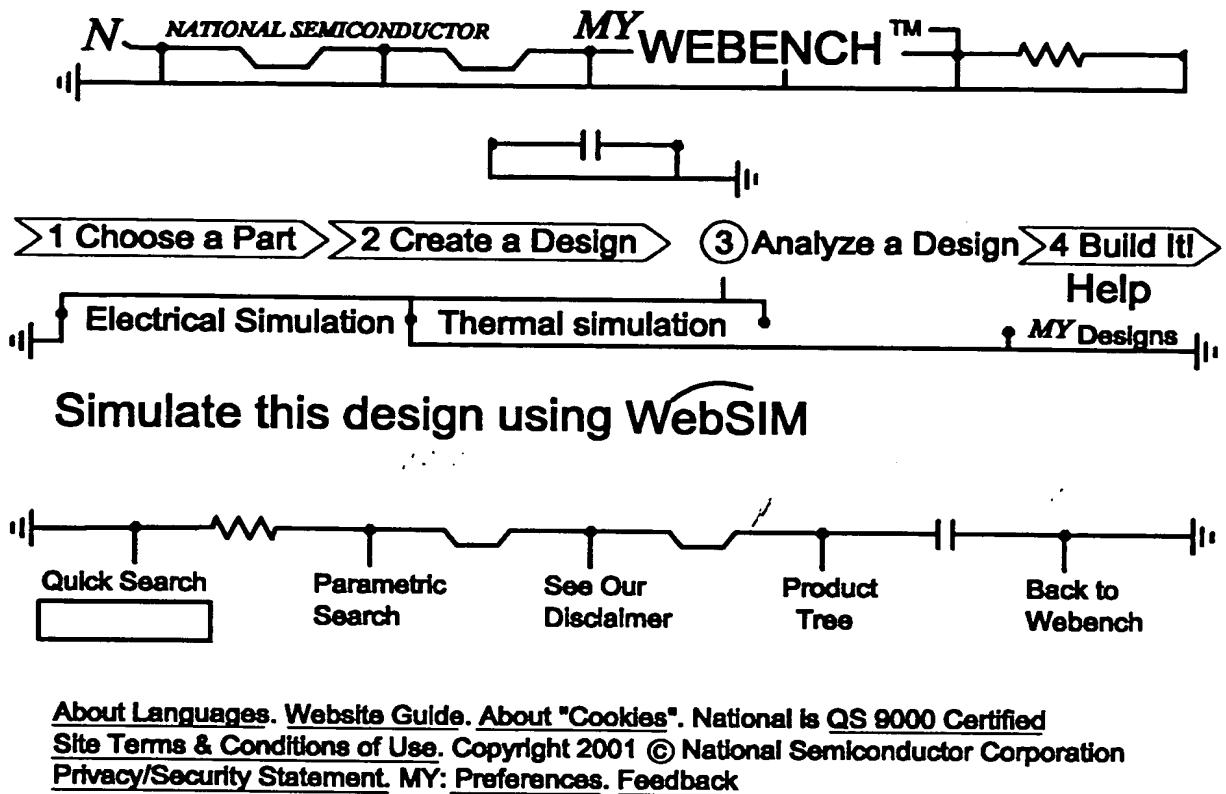 N NATIONAL SEMICONDUCTOR MY WEBENCH™
1 Choose a Part 2 Create a Design 3 Analyze a Design 4 Build It!
Help
Electrical Simulation Thermal simulation
MY Designs
Simulate this design using WebSIM
Quick Search Parametric See Our Product Back to
Search Disclaimer Tree Webench
About Languages. Website Guide. About "Cookies". National is QS 9000 Certified
Site Terms & Conditions of Use. Copyright 2001 © National Semiconductor Corporation
Privacy/Security Statement. MY: Preferences. Feedback